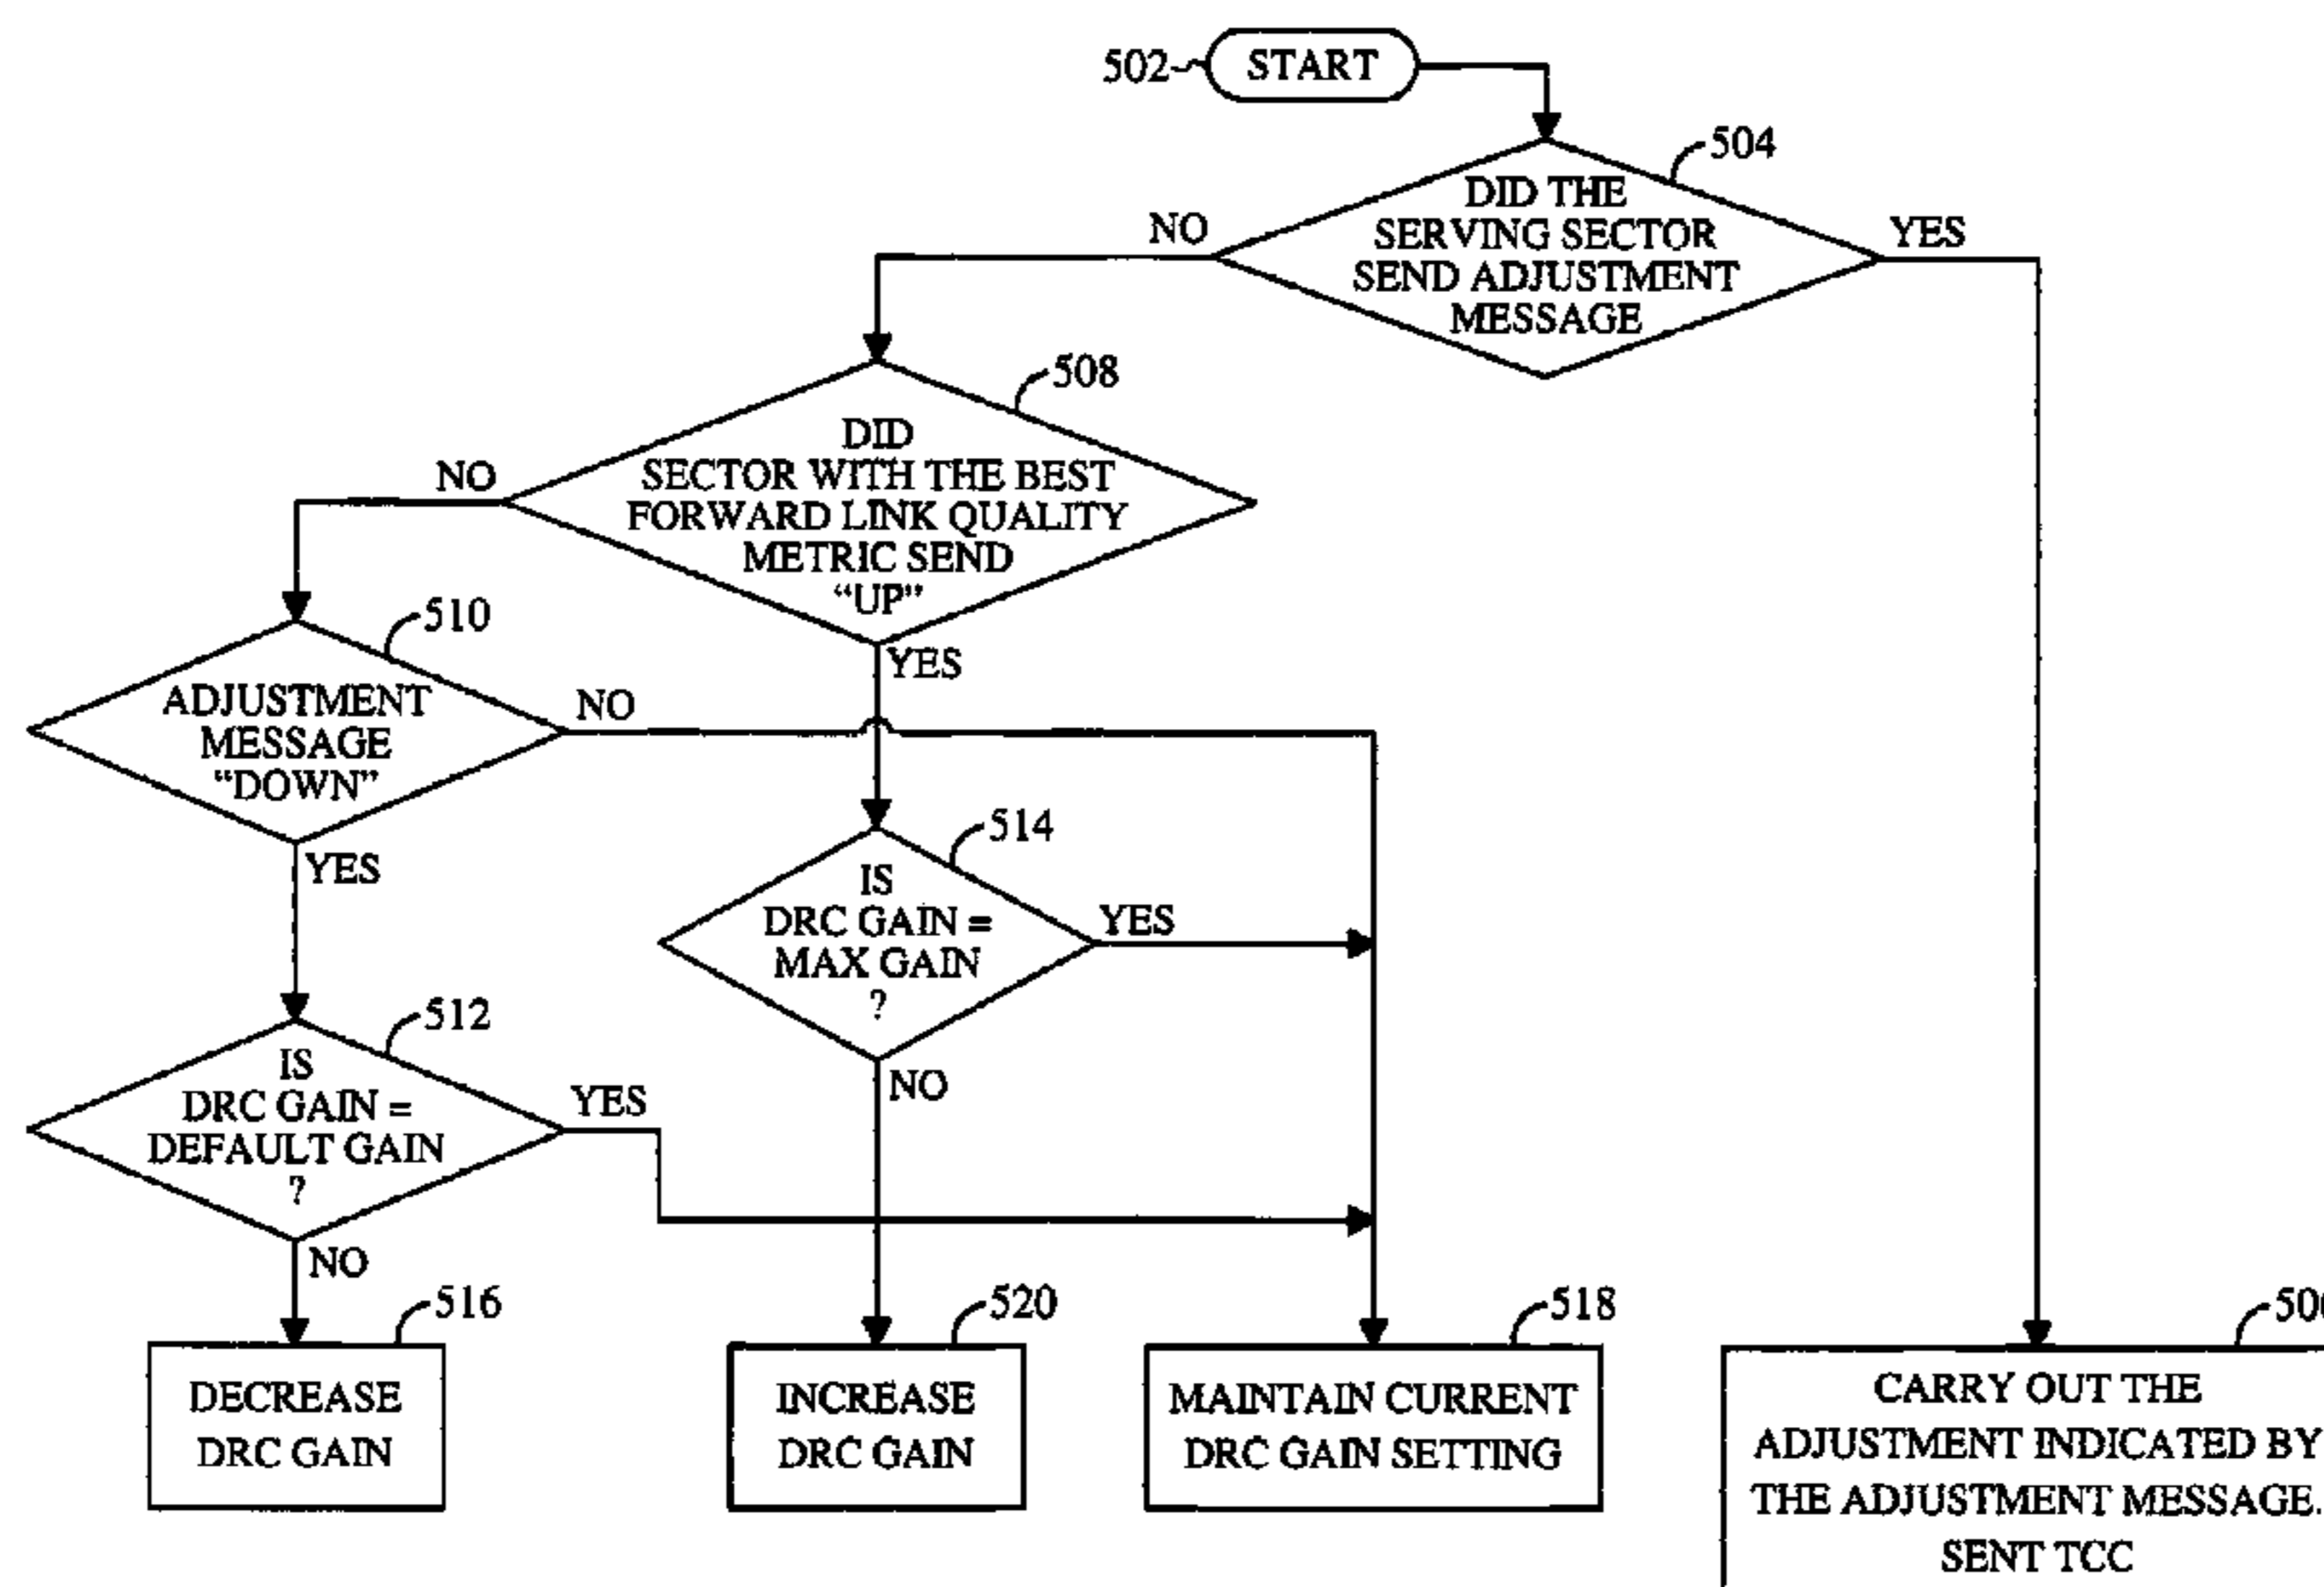 502
START
504
DID THE
SERVING SECTOR
SEND ADJUSTMENT
MESSAGE
NO
YES
508
DID
SECTOR WITH THE BEST
FORWARD LINK QUALITY
METRIC SEND
“UP”
NO
YES
510
ADJUSTMENT
MESSAGE
“DOWN”
NO
YES
514
IS
DRC GAIN =
MAX GAIN
?
YES
NO
512
IS
DRC GAIN =
DEFAULT GAIN
?
YES
NO
516
DECREASE
DRC GAIN
520
INCREASE
DRC GAIN
518
MAINTAIN CURRENT
DRC GAIN SETTING
CARRY OUT THE
ADJUSTMENT INDICATED BY
THE ADJUSTMENT MESSAGE.
SENT TCC